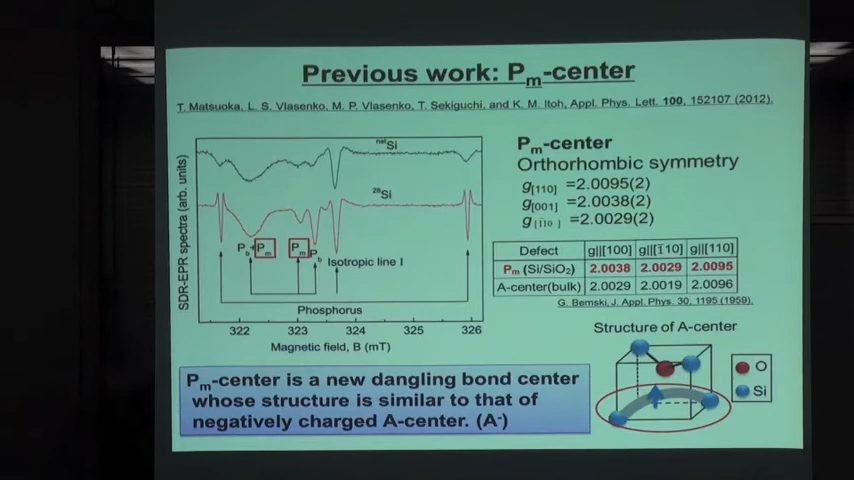 Previous work: Pm-center
T. Matsuoka, L. S. Vlasenko, M. P. Vlasenko, T. Sekiguchi, and K. M. Itoh, Appl. Phys. Lett. 100, 152107 (2012).
SDR-EPR spectra (arb. units)
natSi
28Si
Pb+Pm
Pm
Pb
Isotropic line I
Phosphorus
322 323 324 325 326
Magnetic field, B (mT)
Pm-center
Orthorhombic symmetry
g[110] =2.0095(2)
g[001] =2.0038(2)
g[1̄10] =2.0029(2)
Defect g||[100] g||[1̄10] g||[110]
Pm (Si/SiO2) 2.0038 2.0029 2.0095
A-center(bulk) 2.0029 2.0019 2.0096
G. Bemski, J. Appl. Phys. 30, 1195 (1959).
Structure of A-center
O
Si
Pm-center is a new dangling bond center
whose structure is similar to that of
negatively charged A-center. (A-)